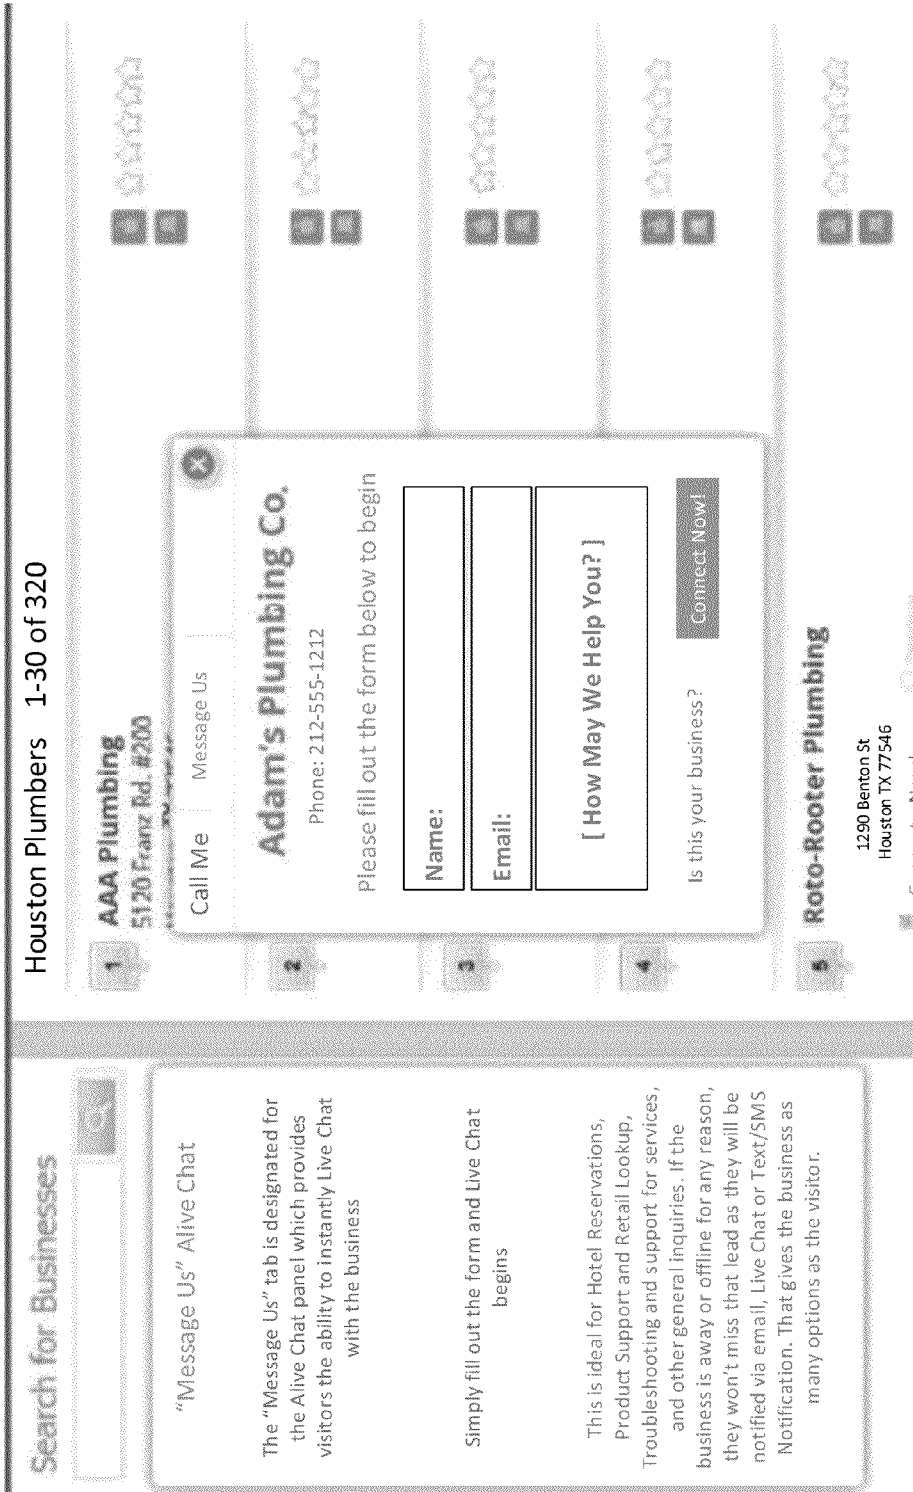 Search for Businesses
"Message Us" Alive Chat
The "Message Us" tab is designated for
the Alive Chat panel which provides
visitors the ability to instantly Live Chat
with the business
Simply fill out the form and Live Chat
begins
This is ideal for Hotel Reservations,
Product Support and Retail Lookup,
Troubleshooting and support for services,
and other general inquiries. If the
business is away or offline for any reason,
they won't miss that lead as they will be
notified via email, Live Chat or Text/SMS
Notification. That gives the business as
many options as the visitor.
Houston Plumbers 1-30 of 320
1
AAA Plumbing
5120 Franz Rd. #200
Call Me Message Us
Adam's Plumbing Co.
Phone: 212-555-1212
Please fill out the form below to begin
Name:
Email:
[ How May We Help You? ]
Is this your business? Connect Now!
2
3
4
5
Roto-Rooter Plumbing
1290 Benton St
Houston TX 77546